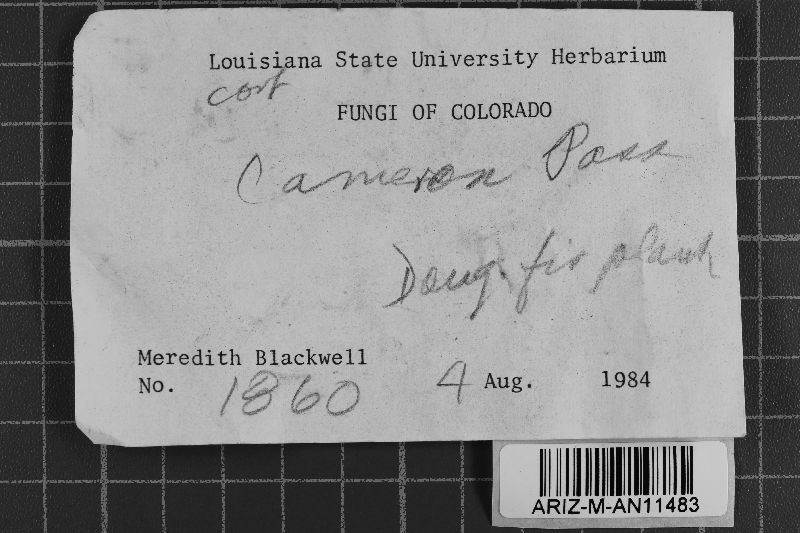 Louisiana State University Herbarium
cort
FUNGI OF COLORADO
Cameron Pass
Doug. fir plank
Meredith Blackwell
No. 1860 4 Aug. 1984
ARIZ-M-AN11483